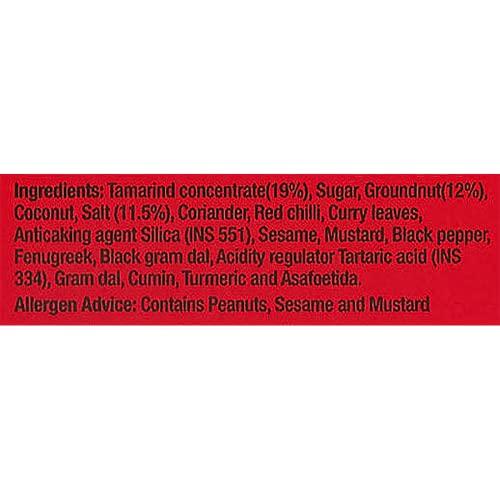 Ingredients: Tamarind concentrate(19%), Sugar, Groundnut(12%),
Coconut, Salt (11.5%), Coriander, Red chilli, Curry leaves,
Anticaking agent Silica (INS 551), Sesame, Mustard, Black pepper,
Fenugreek, Black gram dal, Acidity regulator Tartaric acid (INS
334), Gram dal, Cumin, Turmeric and Asafoetida.
Allergen Advice: Contains Peanuts, Sesame and Mustard